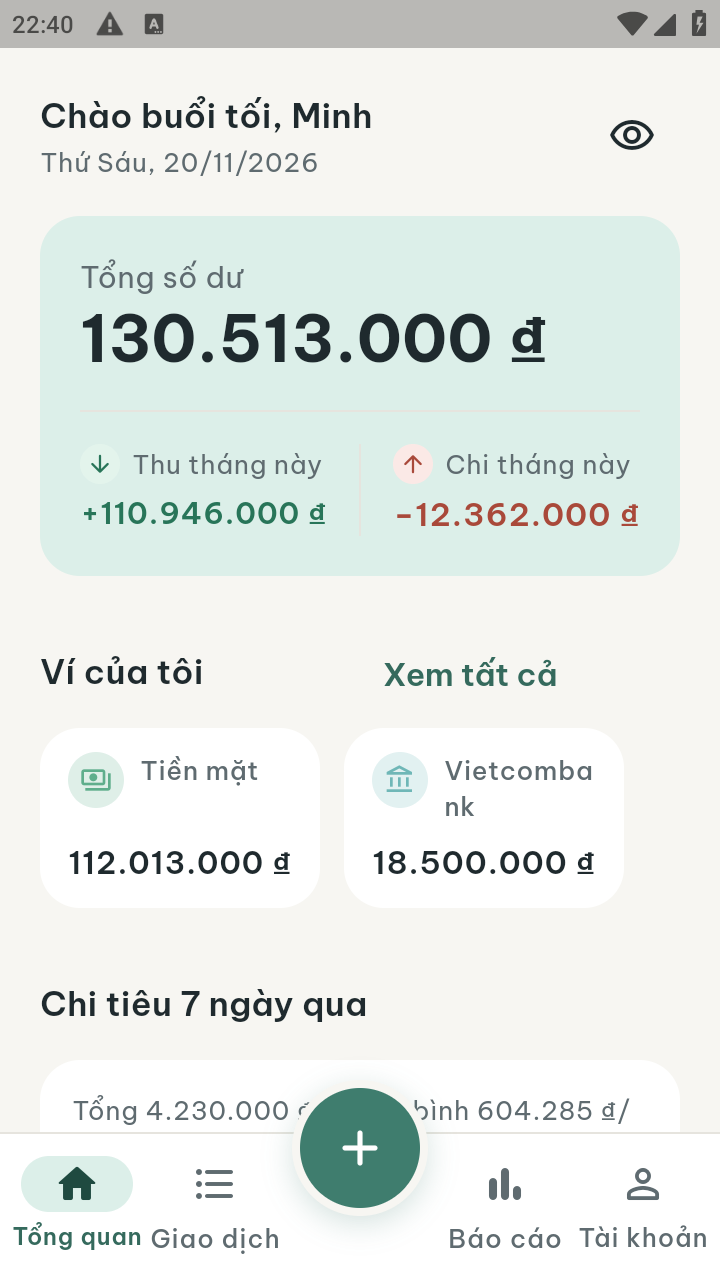 22:40
Chào buổi tối, Minh
Thứ Sáu, 20/11/2026
Tổng số dư
130.513.000 ₫
Thu tháng này
+110.946.000 ₫
Chi tháng này
-12.362.000 ₫
Ví của tôi
Xem tất cả
Tiền mặt
112.013.000 ₫
Vietcomba
nk
18.500.000 ₫
Chi tiêu 7 ngày qua
Tổng 4.230.000 bình 604.285 ₫/
Tổng quan
Giao dịch
Báo cáo
Tài khoản